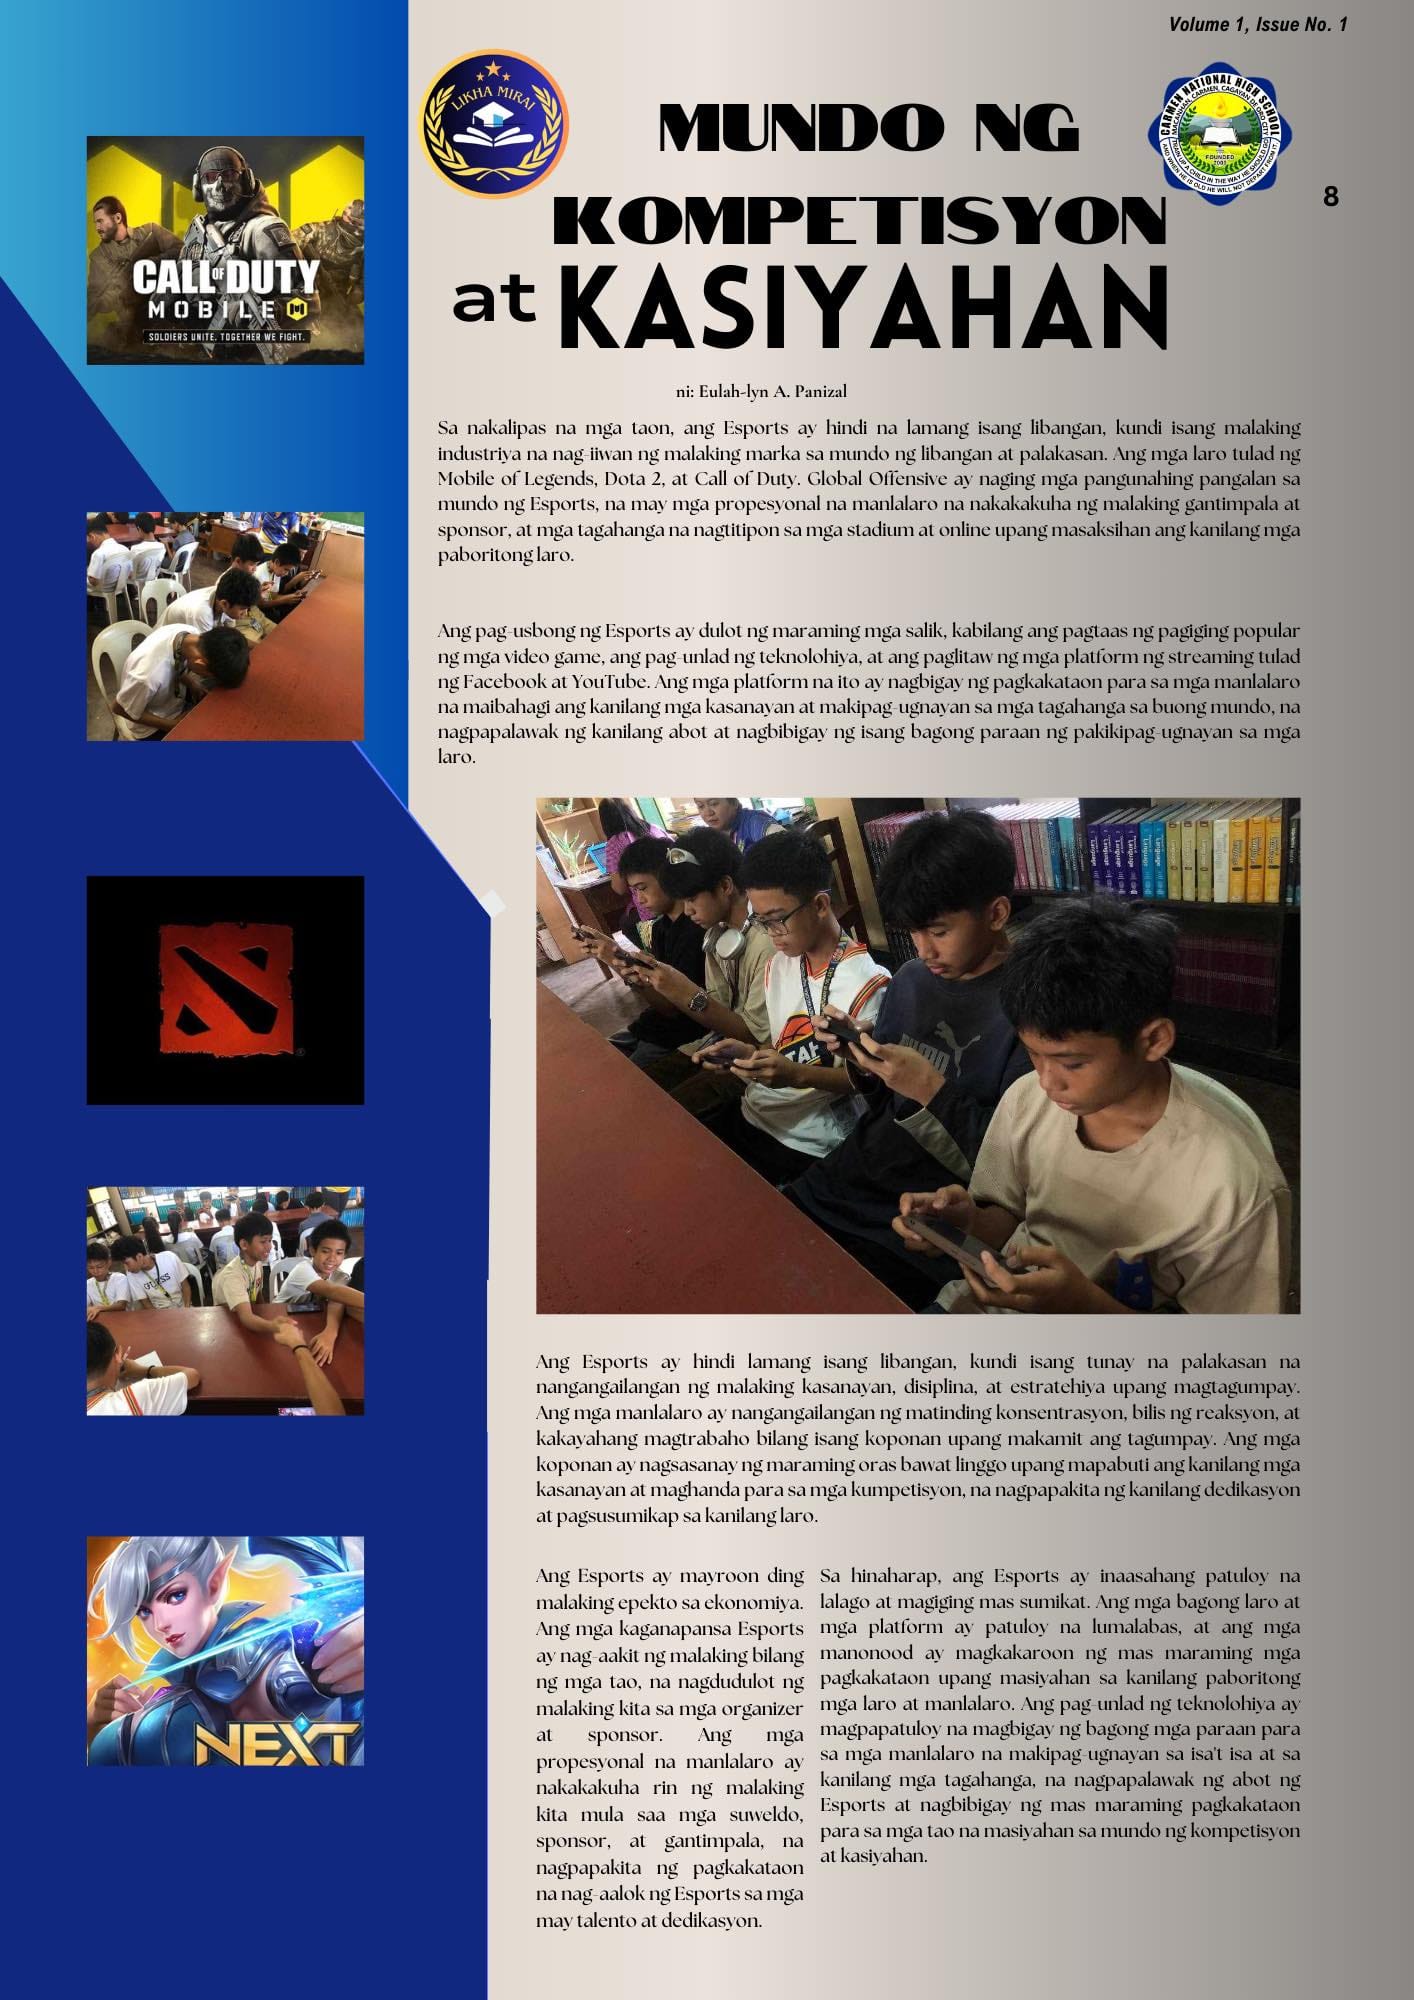 Volume 1, Issue No. 1
LIKHA MIRAI
CARMEN NATIONAL HIGH SCHOOL
FOUNDED
MUNDO NG
KOMPETISYON
at KASIYAHAN
8
ni: Eulah-lyn A. Panizal
Sa nakalipas na mga taon, ang Esports ay hindi na lamang isang libangan, kundi isang malaking
industriya na nag-iiwan ng malaking marka sa mundo ng libangan at palakasan. Ang mga laro tulad ng
Mobile of Legends, Dota 2, at Call of Duty. Global Offensive ay naging mga pangunahing pangalan sa
mundo ng Esports, na may mga propesyonal na manlalaro na nakakakuha ng malaking gantimpala at
sponsor, at mga tagahanga na nagtitipon sa mga stadium at online upang masaksihan ang kanilang mga
paboritong laro.
Ang pag-usbong ng Esports ay dulot ng maraming mga salik, kabilang ang pagtaas ng pagiging popular
ng mga video game, ang pag-unlad ng teknolohiya, at ang paglitaw ng mga platform ng streaming tulad
ng Facebook at YouTube. Ang mga platform na ito ay nagbigay ng pagkakataon para sa mga manlalaro
na maibahagi ang kanilang mga kasanayan at makipag-ugnayan sa mga tagahanga sa buong mundo, na
nagpapalawak ng kanilang abot at nagbibigay ng isang bagong paraan ng pakikipag-ugnayan sa mga
laro.
Ang Esports ay hindi lamang isang libangan, kundi isang tunay na palakasan na
nangangailangan ng malaking kasanayan, disiplina, at estratehiya upang magtagumpay.
Ang mga manlalaro ay nangangailangan ng matinding konsentrasyon, bilis ng reaksyon, at
kakayahang magtrabaho bilang isang koponan upang makamit ang tagumpay. Ang mga
koponan ay nagsasanay ng maraming oras bawat linggo upang mapabuti ang kanilang mga
kasanayan at maghanda para sa mga kumpetisyon, na nagpapakita ng kanilang dedikasyon
at pagsusumikap sa kanilang laro.
Ang Esports ay mayroon ding
malaking epekto sa ekonomiya.
Ang mga kaganapansa Esports
ay nag-aakit ng malaking bilang
ng mga tao, na nagdudulot ng
malaking kita sa mga organizer
at sponsor. Ang mga
propesyonal na manlalaro ay
nakakakuha rin ng malaking
kita mula saa mga suweldo,
sponsor, at gantimpala, na
nagpapakita ng pagkakataon
na nag-aalok ng Esports sa mga
may talento at dedikasyon.
Sa hinaharap, ang Esports ay inaasahang patuloy na
lalago at magiging mas sumikat. Ang mga bagong laro at
mga platform ay patuloy na lumalabas, at ang mga
manonood ay magkakaroon ng mas maraming mga
pagkakataon upang masiyahan sa kanilang paboritong
mga laro at manlalaro. Ang pag-unlad ng teknolohiya ay
magpapatuloy na magbigay ng bagong mga paraan para
sa mga manlalaro na makipag-ugnayan sa isa't isa at sa
kanilang mga tagahanga, na nagpapalawak ng abot ng
Esports at nagbibigay ng mas maraming pagkakataon
para sa mga tao na masiyahan sa mundo ng kompetisyon
at kasiyahan.
CALL OF DUTY
MOBILE
SOLDIERS UNITE. TOGETHER WE FIGHT.
GUESS
NEXT
PUMA